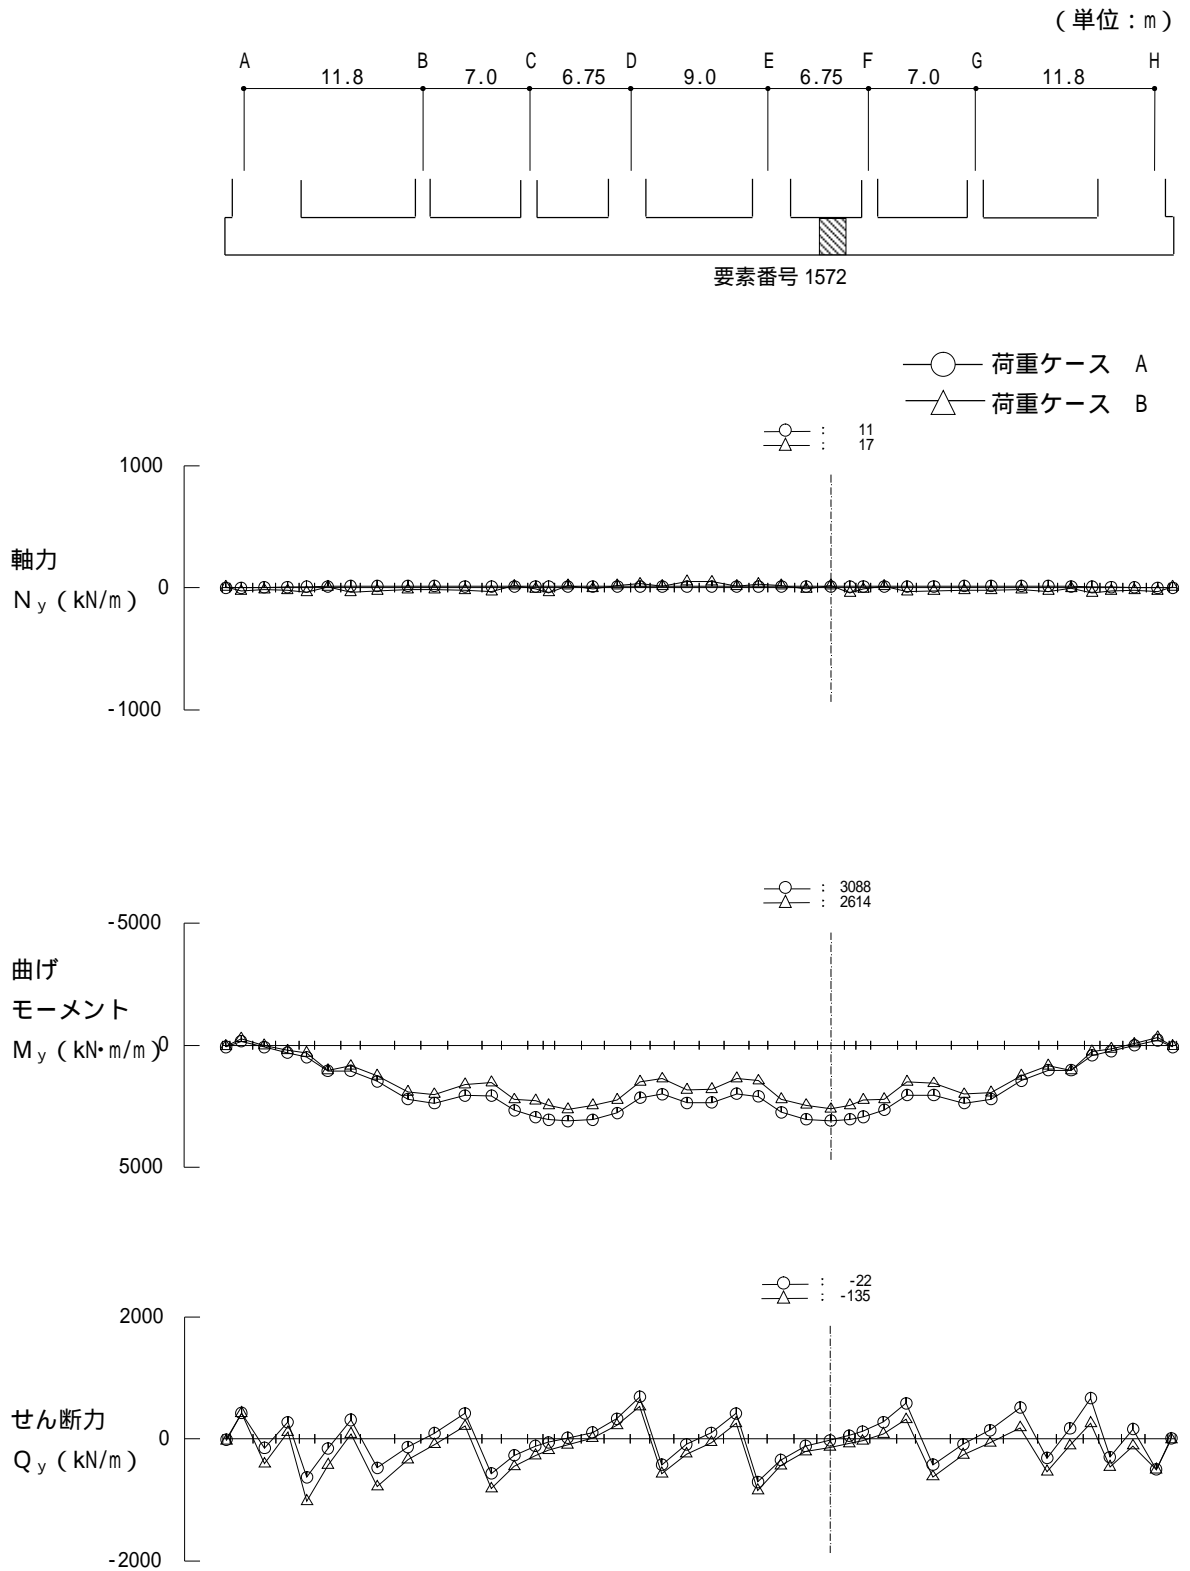 (単位：m)
A B C D E F G H
11.8 7.0 6.75 9.0 6.75 7.0 11.8
要素番号 1572
荷重ケース A
荷重ケース B
： 11
： 17
1000
軸力
0
Ny (kN/m)
-1000
： 3088
： 2614
-5000
曲げ
モーメント
My (kN･m/m) 0
5000
： -22
： -135
2000
せん断力
0
Qy (kN/m)
-2000